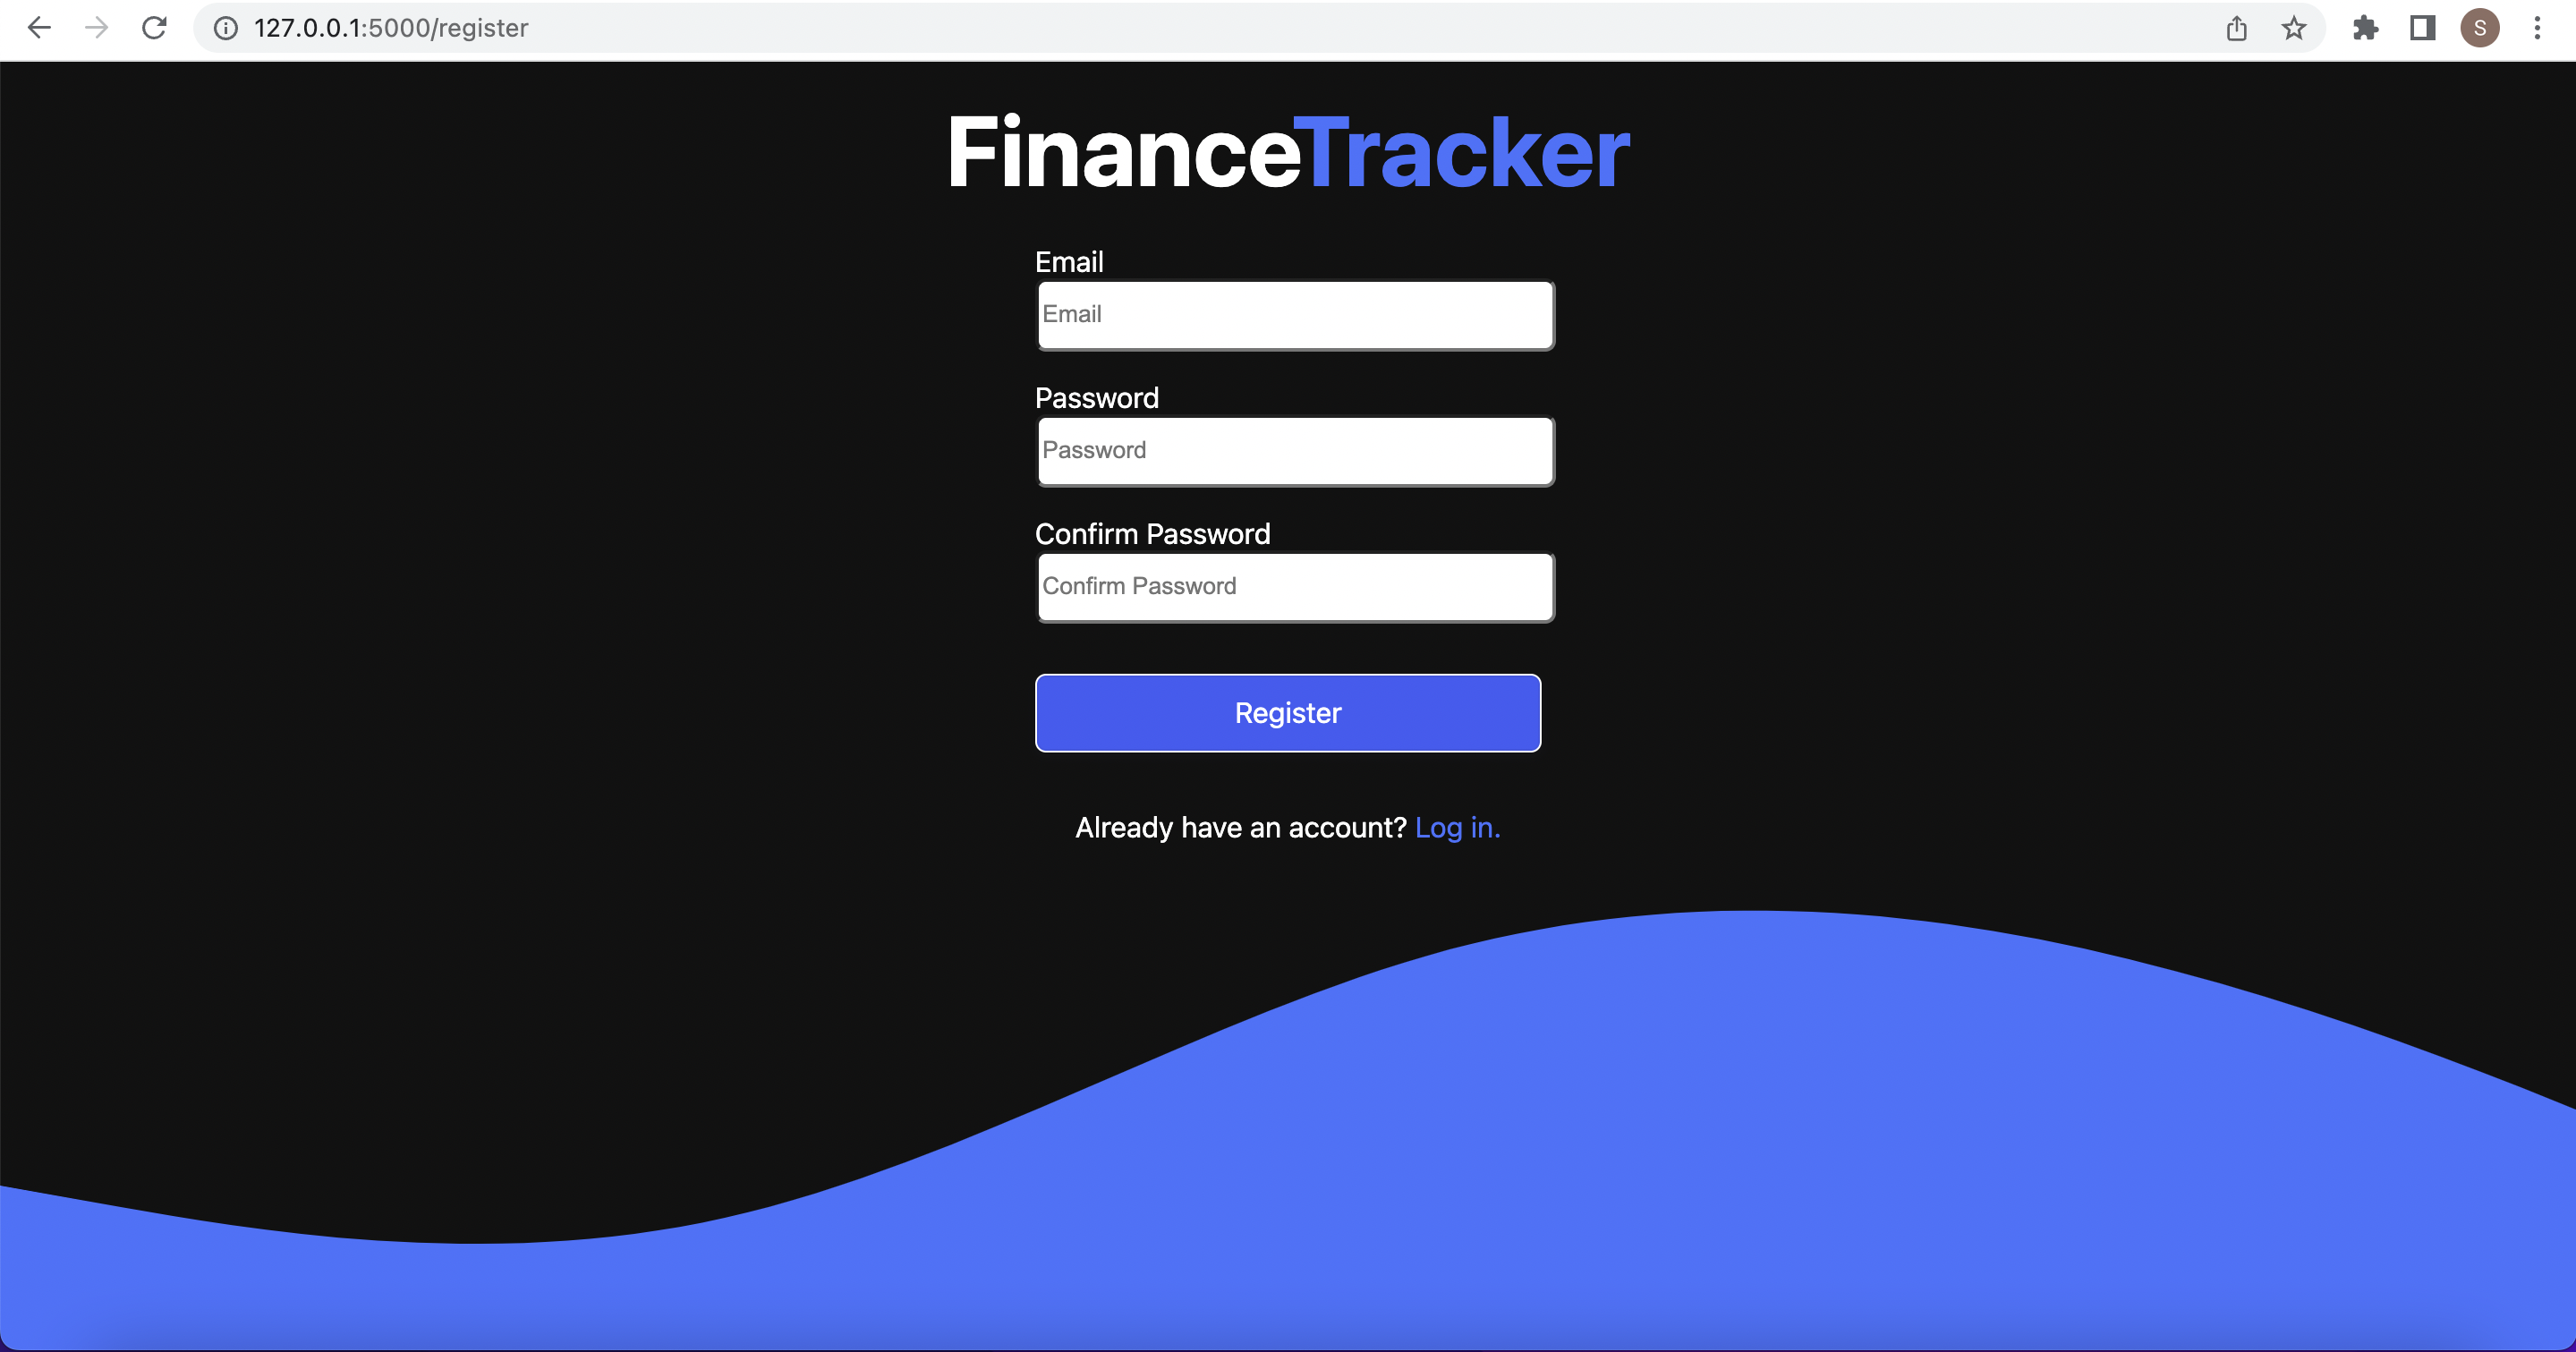 127.0.0.1:5000/register
S
FinanceTracker
Email
Email
Password
Password
Confirm Password
Confirm Password
Register
Already have an account? Log in.